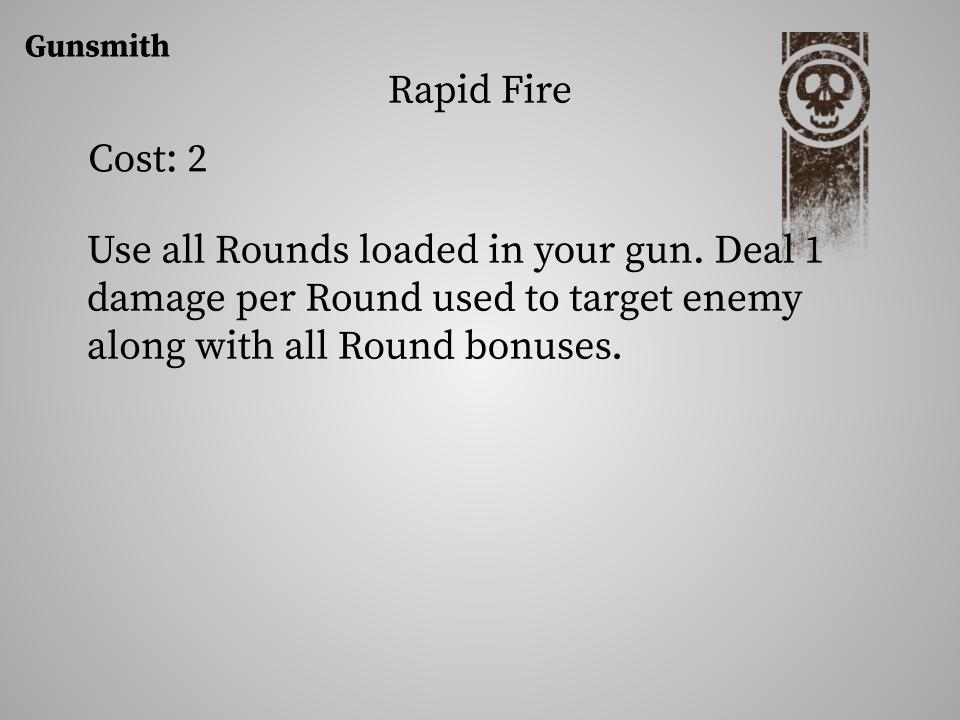 Gunsmith
Rapid Fire
Cost: 2
Use all Rounds loaded in your gun. Deal 1
damage per Round used to target enemy
along with all Round bonuses.